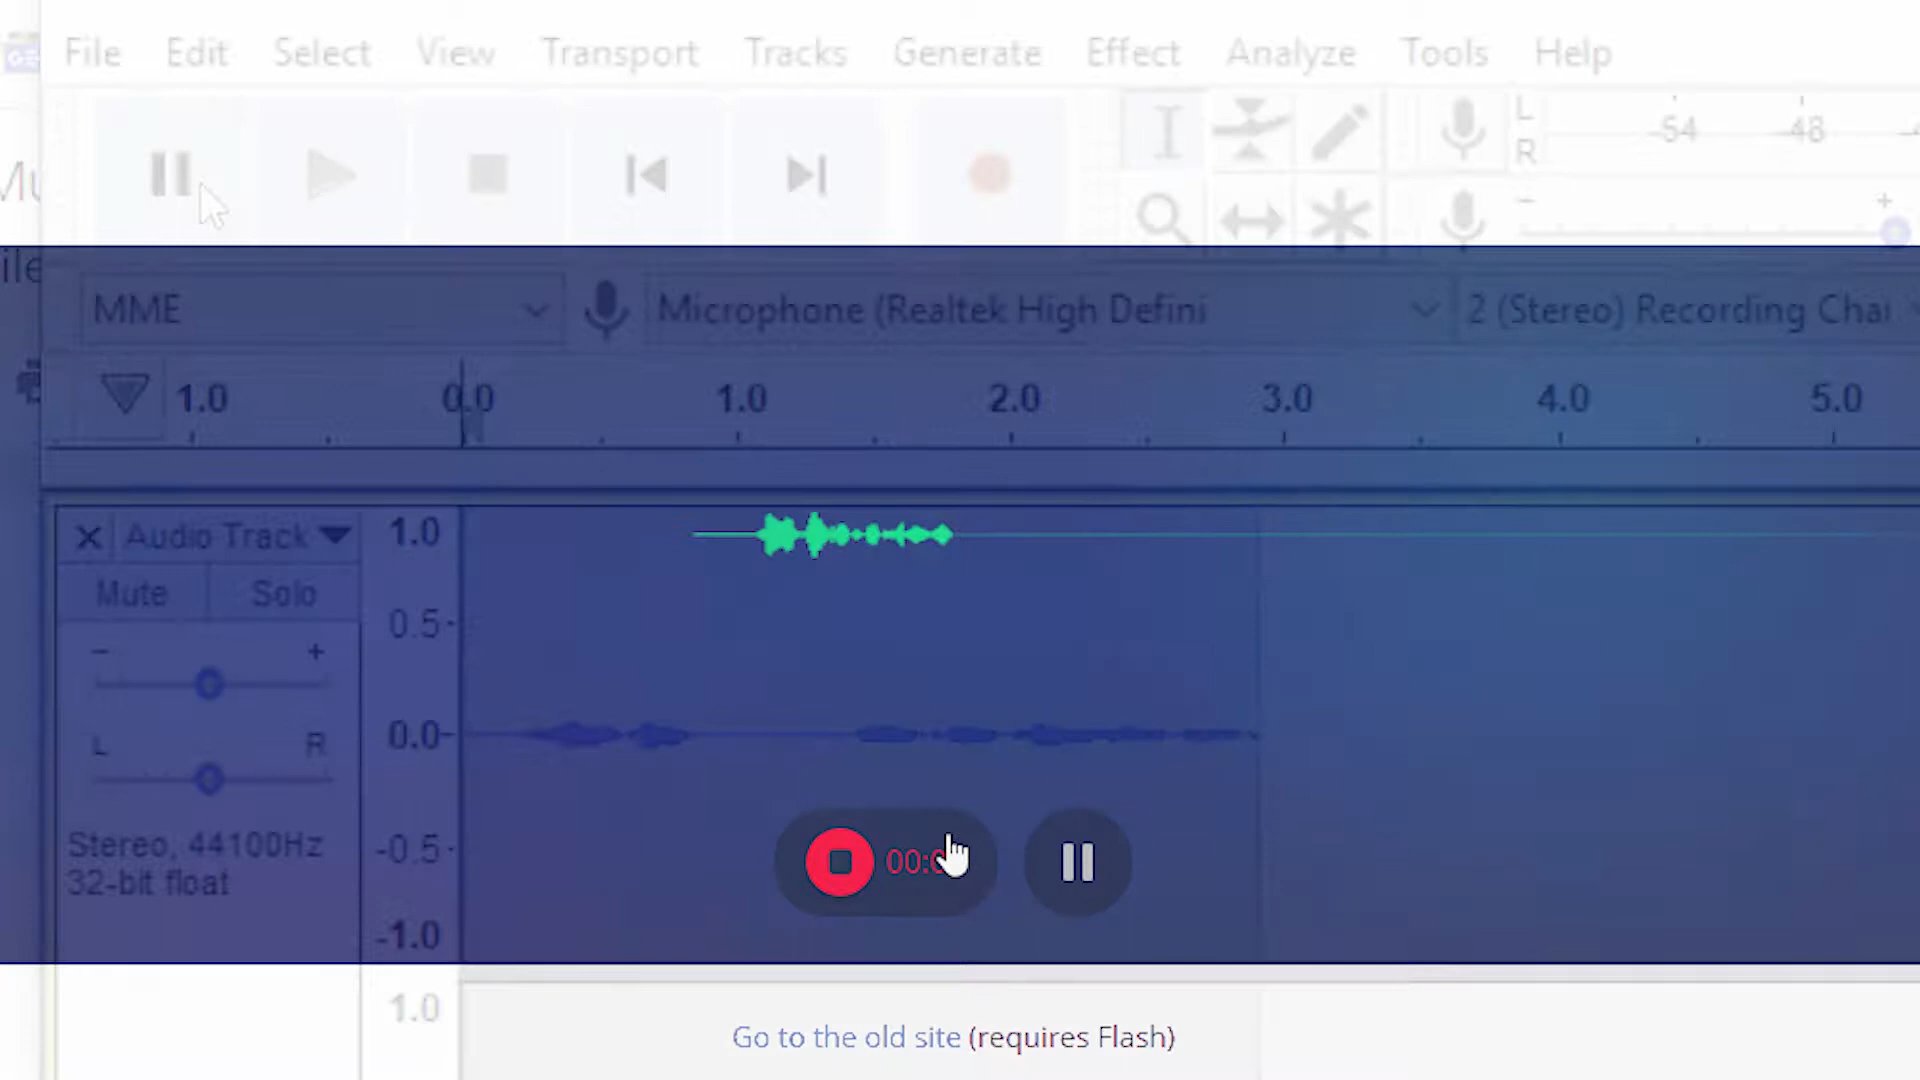 File Edit Select View Transport Tracks Generate Effect Analyze Tools Help
L
-54 -48
R
- +
MME Microphone (Realtek High Defini 2 (Stereo) Recording Chai
1.0 0.0 1.0 2.0 3.0 4.0 5.0
X Audio Track 1.0
Mute Solo
0.5
- +
0.0
L R
Stereo, 44100Hz -0.5
32-bit float
-1.0
00:
1.0
Go to the old site (requires Flash)